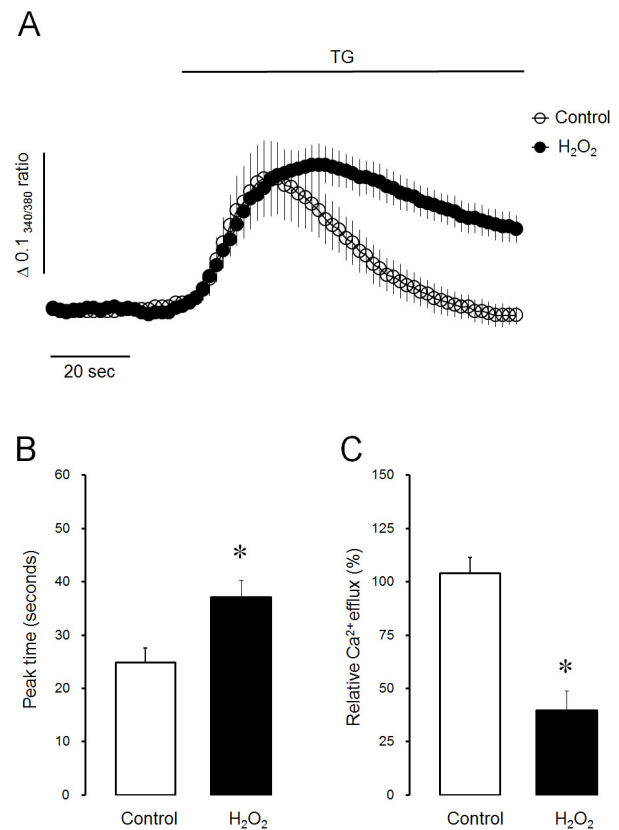 A
TG
Control
H₂O₂
Δ 0.1 340/380 ratio
20 sec
B
Peak time (seconds)
60
50
40
30
20
10
0
*
Control
H₂O₂
C
Relative Ca²⁺efflux (%)
150
125
100
75
50
25
0
*
Control
H₂O₂